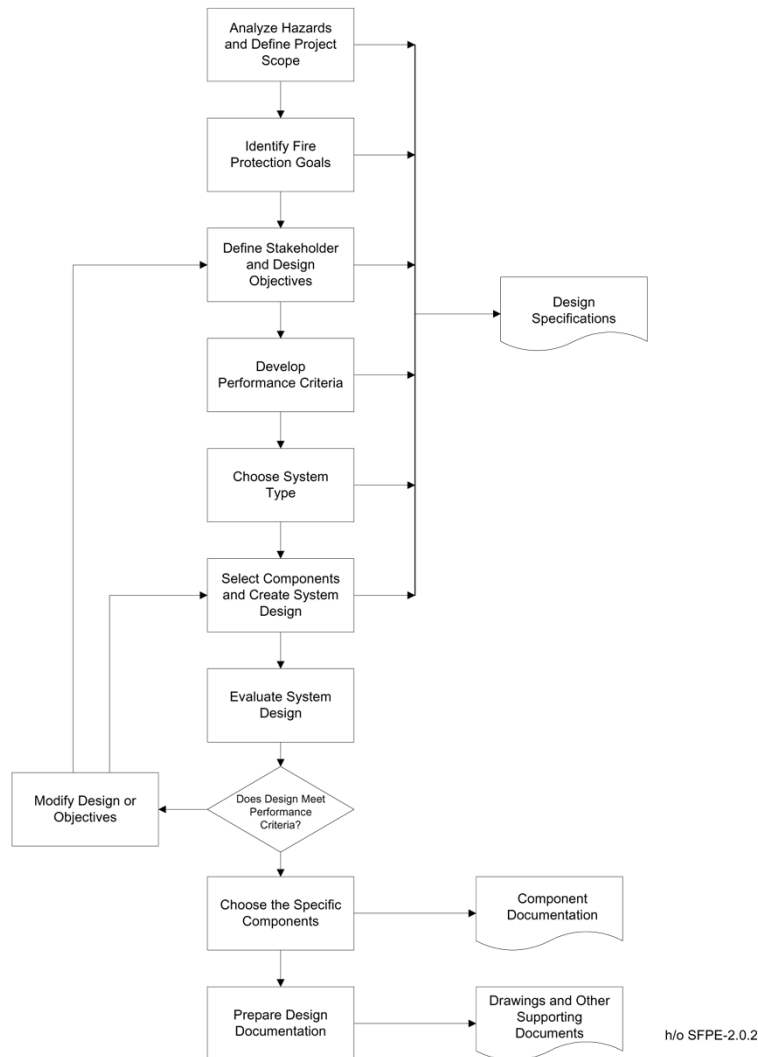 Analyze Hazards
and Define Project
Scope
Identify Fire
Protection Goals
Define Stakeholder
and Design
Objectives
Design
Specifications
Develop
Performance Criteria
Choose System
Type
Select Components
and Create System
Design
Evaluate System
Design
Modify Design or
Objectives
Does Design Meet
Performance
Criteria?
Choose the Specific
Components
Component
Documentation
Prepare Design
Documentation
Drawings and Other
Supporting
Documents
h/o SFPE-2.0.2